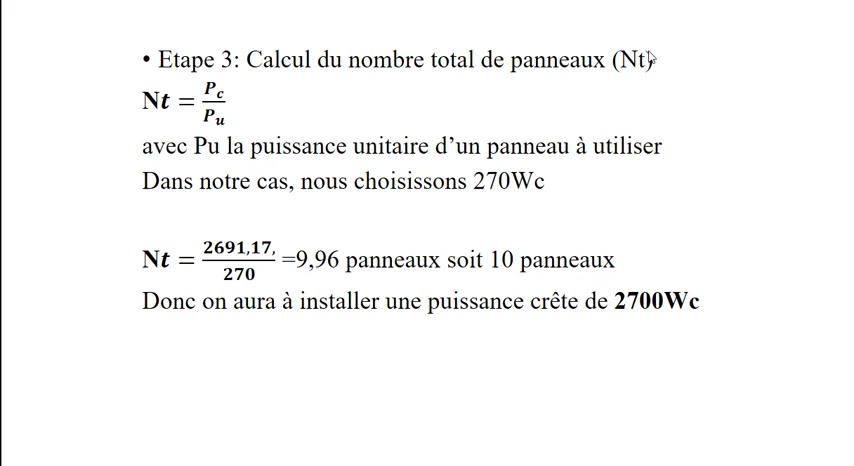 • Etape 3: Calcul du nombre total de panneaux (Nt)
Nt = Pc/Pu
avec Pu la puissance unitaire d’un panneau à utiliser
Dans notre cas, nous choisissons 270Wc
Nt = 2691,17,/270 =9,96 panneaux soit 10 panneaux
Donc on aura à installer une puissance crête de 2700Wc